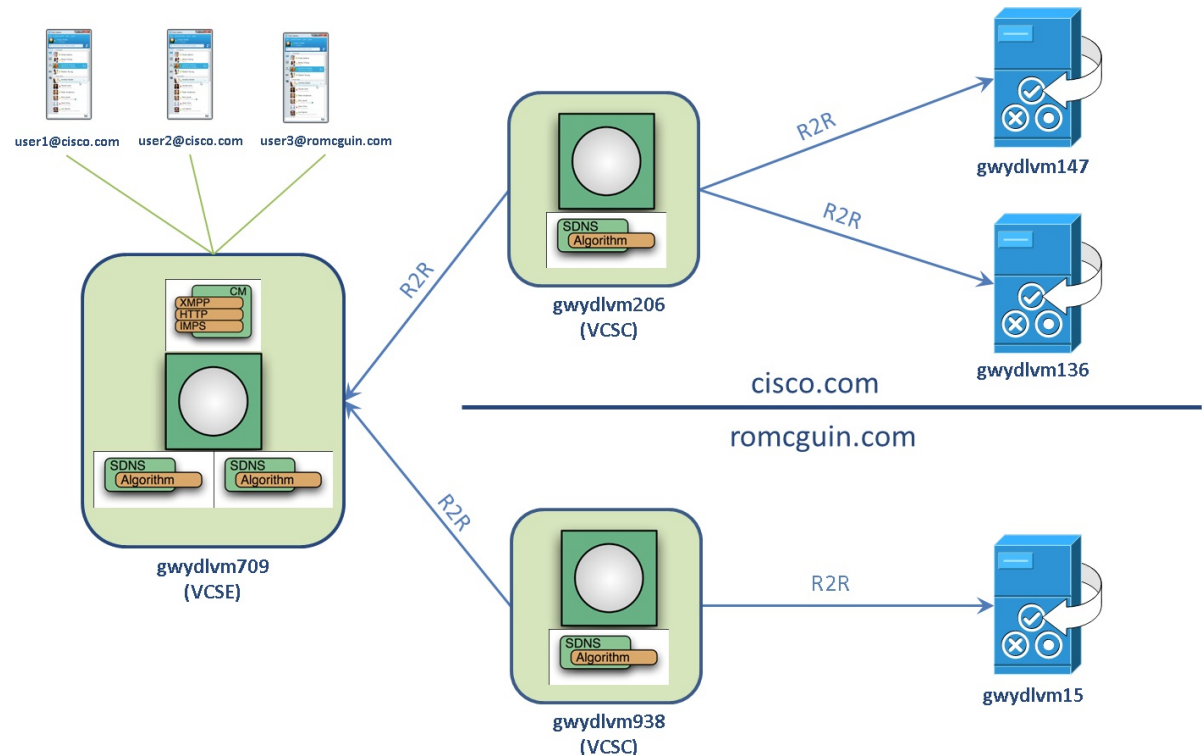 user1@cisco.com
user2@cisco.com
user3@romcguin.com
CM
XMPP
HTTP
IMPS
SDNS
Algorithm
SDNS
Algorithm
gwydlvm709
(VCSE)
R2R
R2R
SDNS
Algorithm
gwydlvm206
(VCSC)
R2R
R2R
gwydlvm147
gwydlvm136
cisco.com
romcguin.com
SDNS
Algorithm
gwydlvm938
(VCSC)
R2R
gwydlvm15